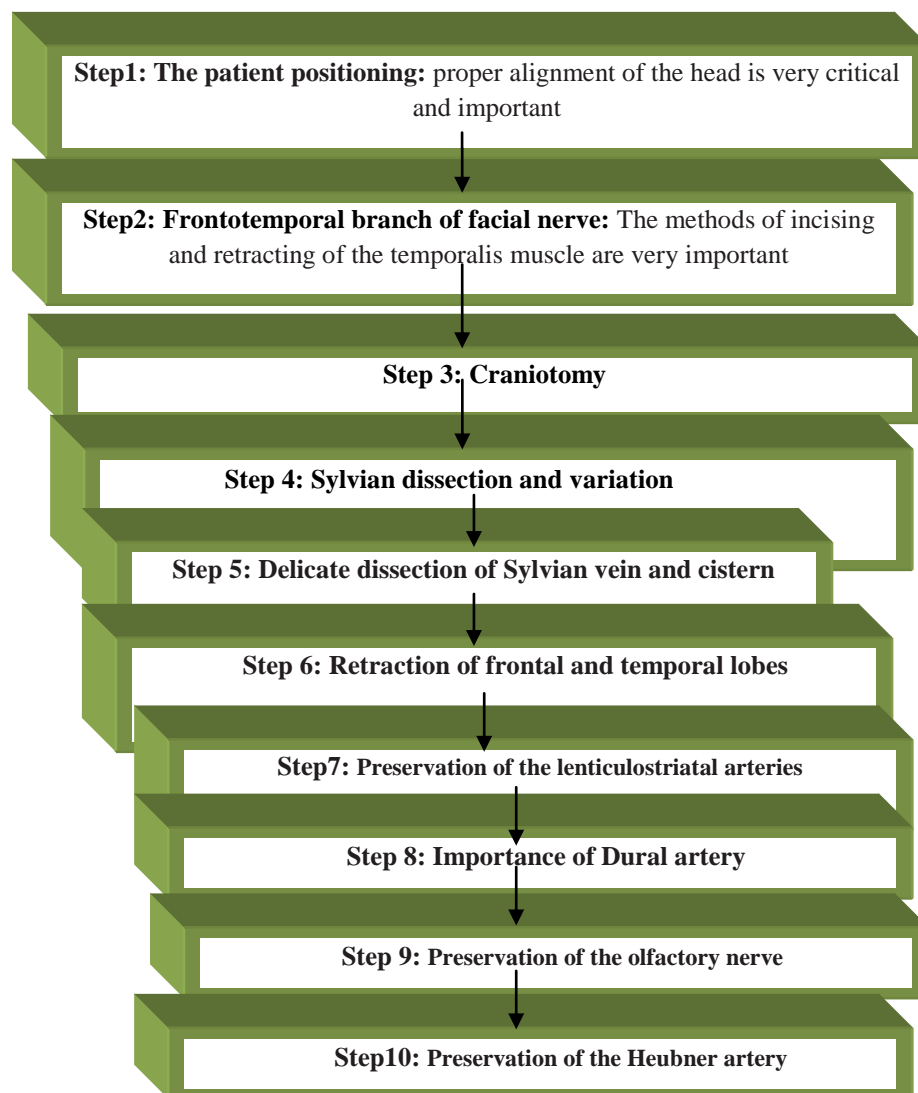 Step1: The patient positioning: proper alignment of the head is very critical
and important
Step2: Frontotemporal branch of facial nerve: The methods of incising
and retracting of the temporalis muscle are very important
Step 3: Craniotomy
Step 4: Sylvian dissection and variation
Step 5: Delicate dissection of Sylvian vein and cistern
Step 6: Retraction of frontal and temporal lobes
Step7: Preservation of the lenticulostriatal arteries
Step 8: Importance of Dural artery
Step 9: Preservation of the olfactory nerve
Step10: Preservation of the Heubner artery